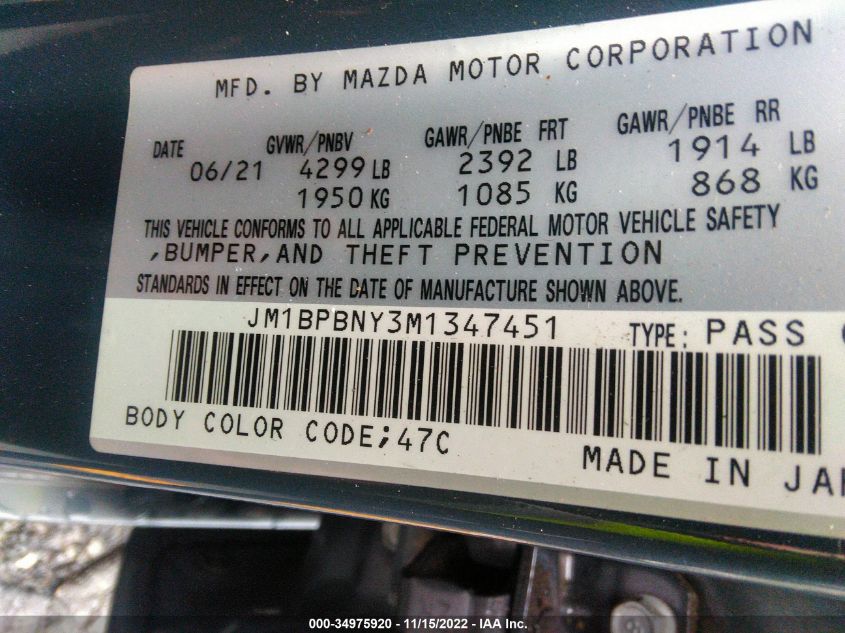 MFD. BY MAZDA MOTOR CORPORATION
DATE GVWR/PNBV GAWR/PNBE FRT GAWR/PNBE RR
06/21 4299 LB 2392 LB 1914 LB
1950 KG 1085 KG 868 KG
THIS VEHICLE CONFORMS TO ALL APPLICABLE FEDERAL MOTOR VEHICLE SAFETY
,BUMPER,AND THEFT PREVENTION
STANDARDS IN EFFECT ON THE DATE OF MANUFACTURE SHOWN ABOVE.
JM1BPBNY3M1347451 TYPE: PASS
BODY COLOR CODE;47C
MADE IN
000-34975920 - 11/15/2022 - IAA Inc.